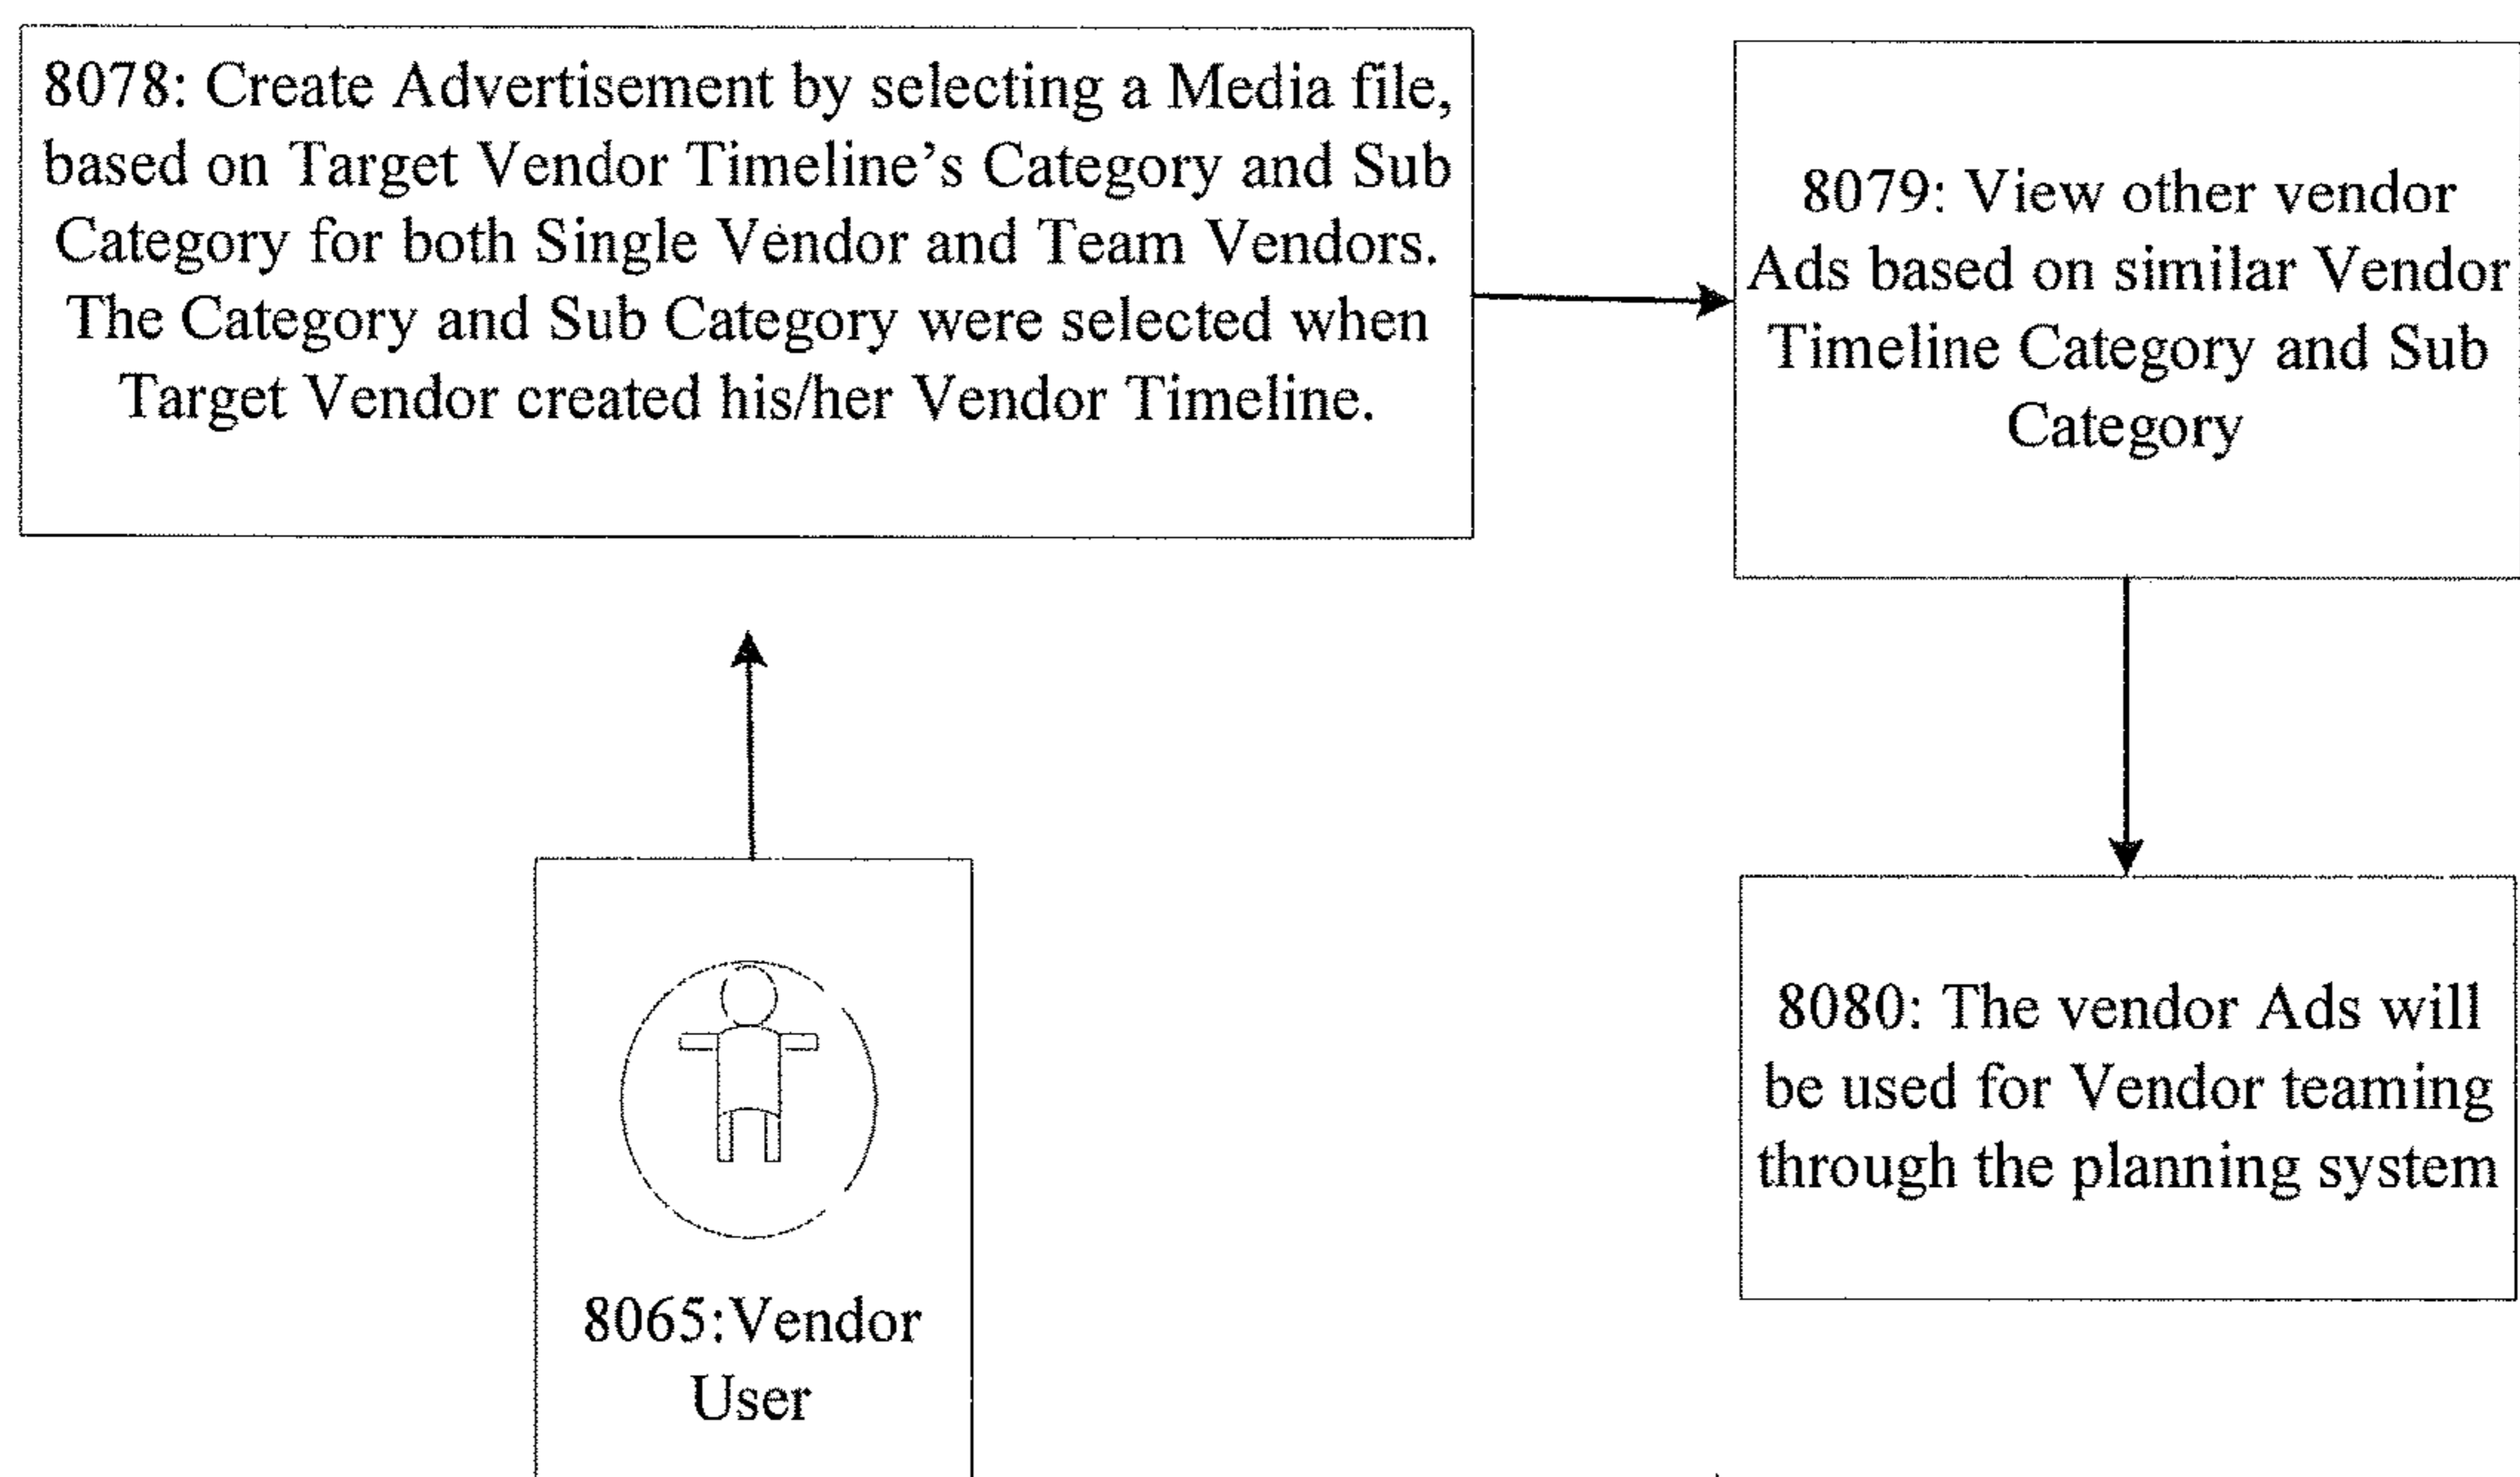 8078: Create Advertisement by selecting a Media file,
based on Target Vendor Timeline's Category and Sub
Category for both Single Vendor and Team Vendors.
The Category and Sub Category were selected when
Target Vendor created his/her Vendor Timeline.
8079: View other vendor
Ads based on similar Vendor
Timeline Category and Sub
Category
8065:Vendor
User
8080: The vendor Ads will
be used for Vendor teaming
through the planning system